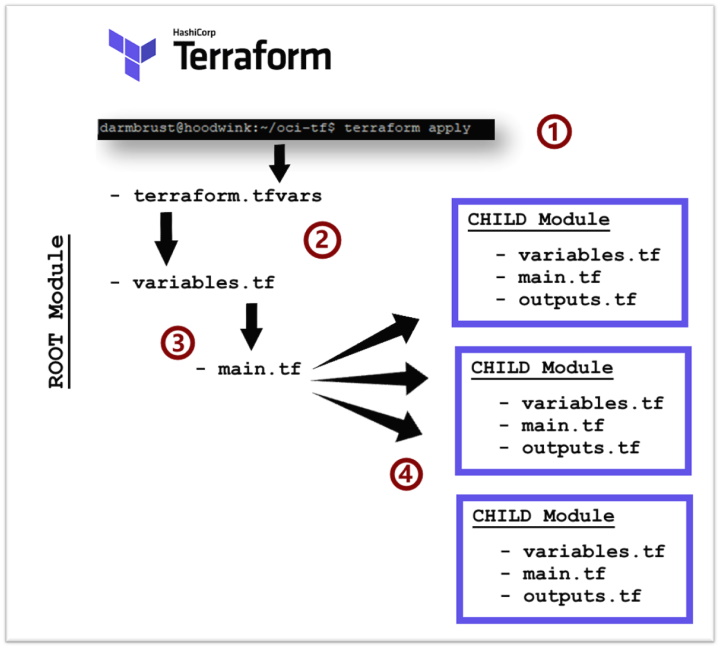 HashiCorp
Terraform
darmbrust@hoodwink:~/oci-tf$ terraform apply
1
- terraform.tfvars
2
ROOT Module
- variables.tf
3
- main.tf
4
CHILD Module
- variables.tf
- main.tf
- outputs.tf
CHILD Module
- variables.tf
- main.tf
- outputs.tf
CHILD Module
- variables.tf
- main.tf
- outputs.tf